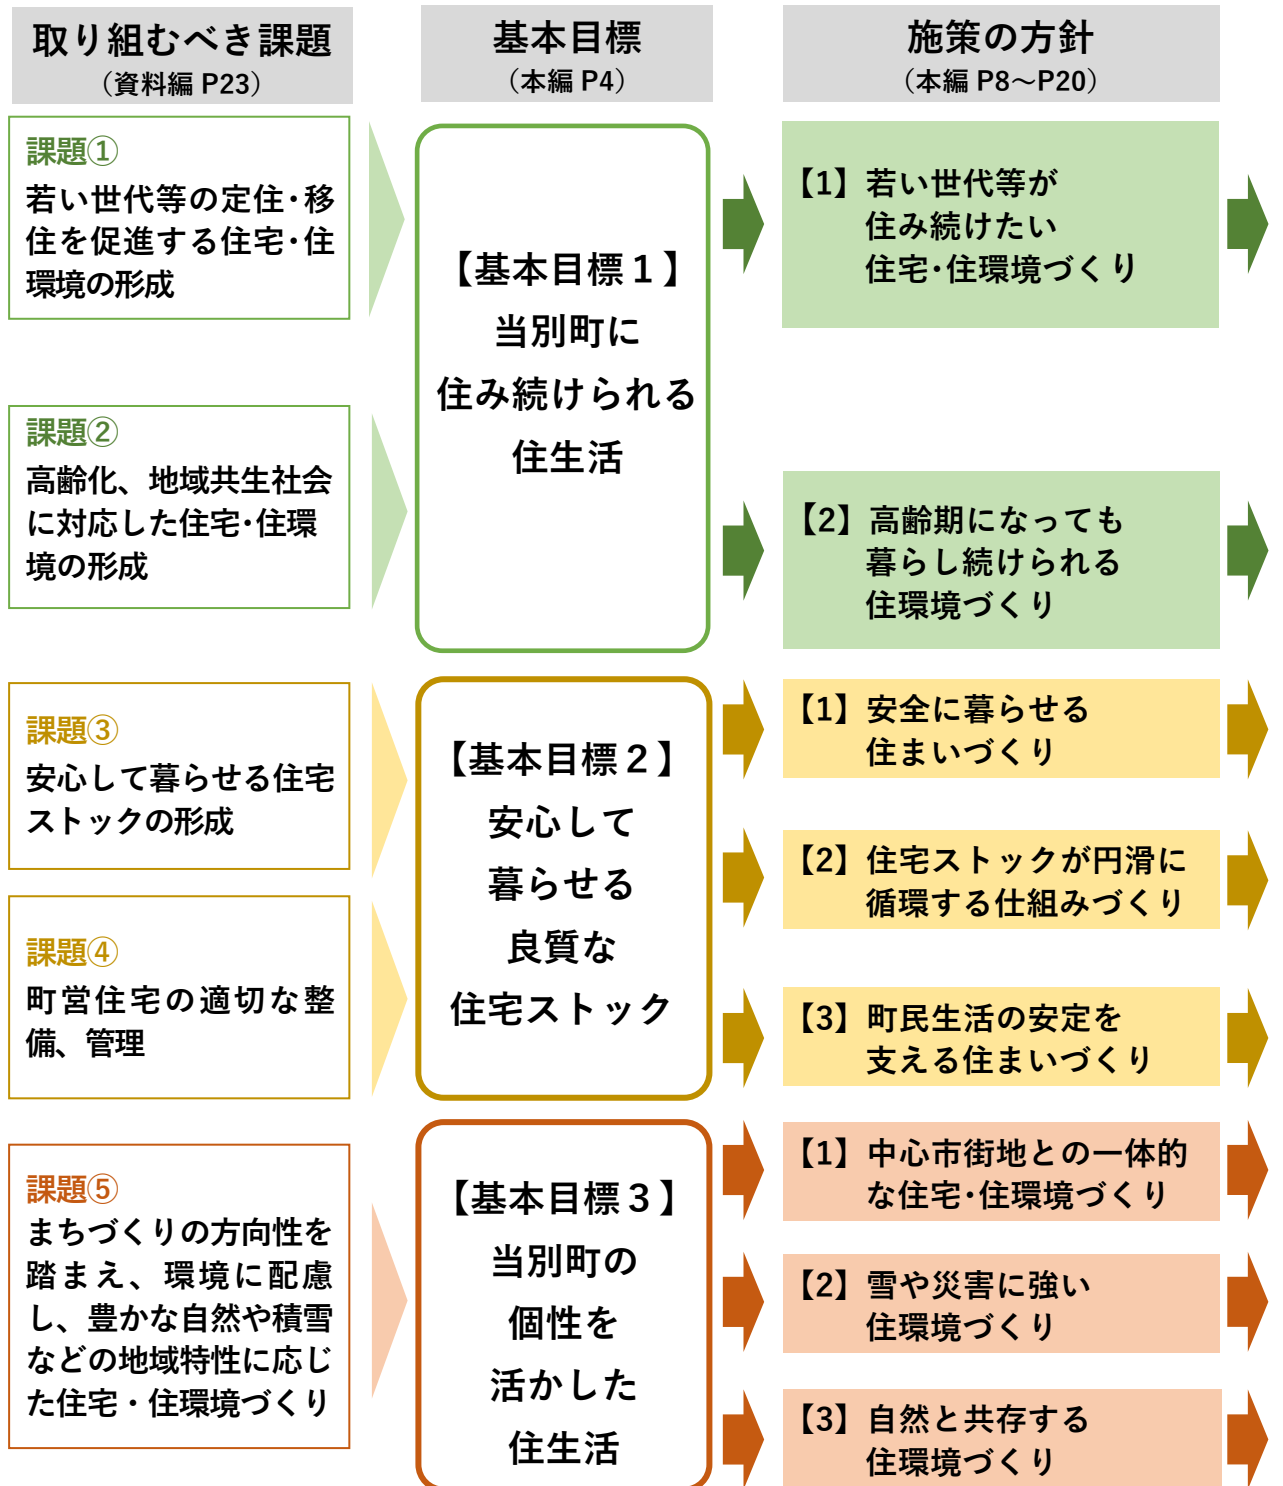 取り組むべき課題
（資料編 P23）
基本目標
（本編 P4）
施策の方針
（本編 P8～P20）
課題①
若い世代等の定住･移
住を促進する住宅･住
環境の形成
課題②
高齢化、地域共生社会
に対応した住宅･住環
境の形成
【基本目標１】
当別町に
住み続けられる
住生活
【1】若い世代等が
住み続けたい
住宅･住環境づくり
【2】高齢期になっても
暮らし続けられる
住環境づくり
課題③
安心して暮らせる住宅
ストックの形成
課題④
町営住宅の適切な整
備、管理
【基本目標２】
安心して
暮らせる
良質な
住宅ストック
【1】安全に暮らせる
住まいづくり
【2】住宅ストックが円滑に
循環する仕組みづくり
【3】町民生活の安定を
支える住まいづくり
課題⑤
まちづくりの方向性を
踏まえ、環境に配慮
し、豊かな自然や積雪
などの地域特性に応じ
た住宅・住環境づくり
【基本目標３】
当別町の
個性を
活かした
住生活
【1】中心市街地との一体的
な住宅･住環境づくり
【2】雪や災害に強い
住環境づくり
【3】自然と共存する
住環境づくり